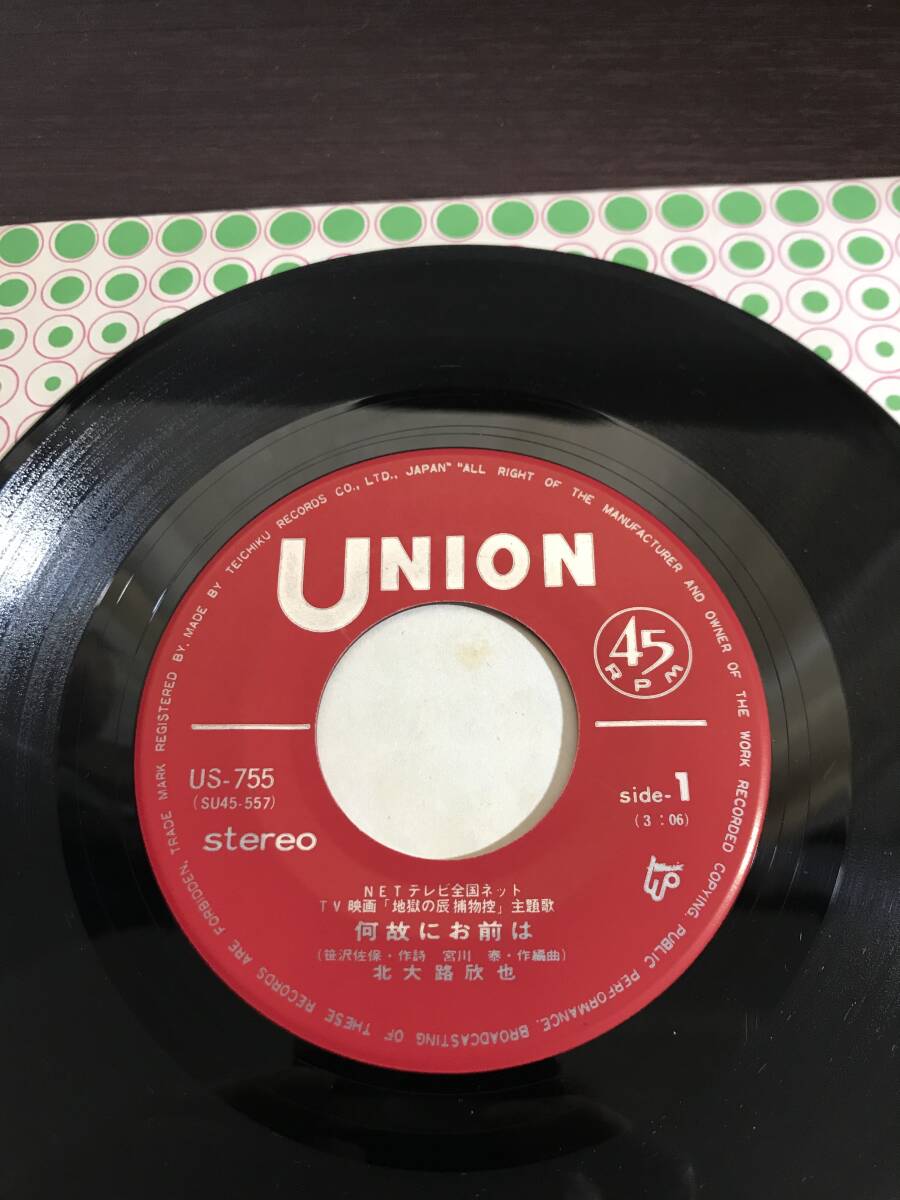 MADE BY TEICHIKU RECORDS CO., LTD., JAPAN" "ALL RIGHT OF THE MANUFACTURER AND OWNER OF THE WORK RECORDED COPYING. PUBLIC PERFORMANCE. BROADCASTING OF THESE RECORDS ARE FORBIDDEN, TRADE MARK REGISTERED BY.
UNION
45
RPM
US-755
(SU45-557)
stereo
side-1
(3:06)
NETテレビ全国ネット
TV映画「地獄の辰捕物控」主題歌
何故にお前は
(笹沢佐保・作詩 宮川 泰・作編曲)
北大路欣也